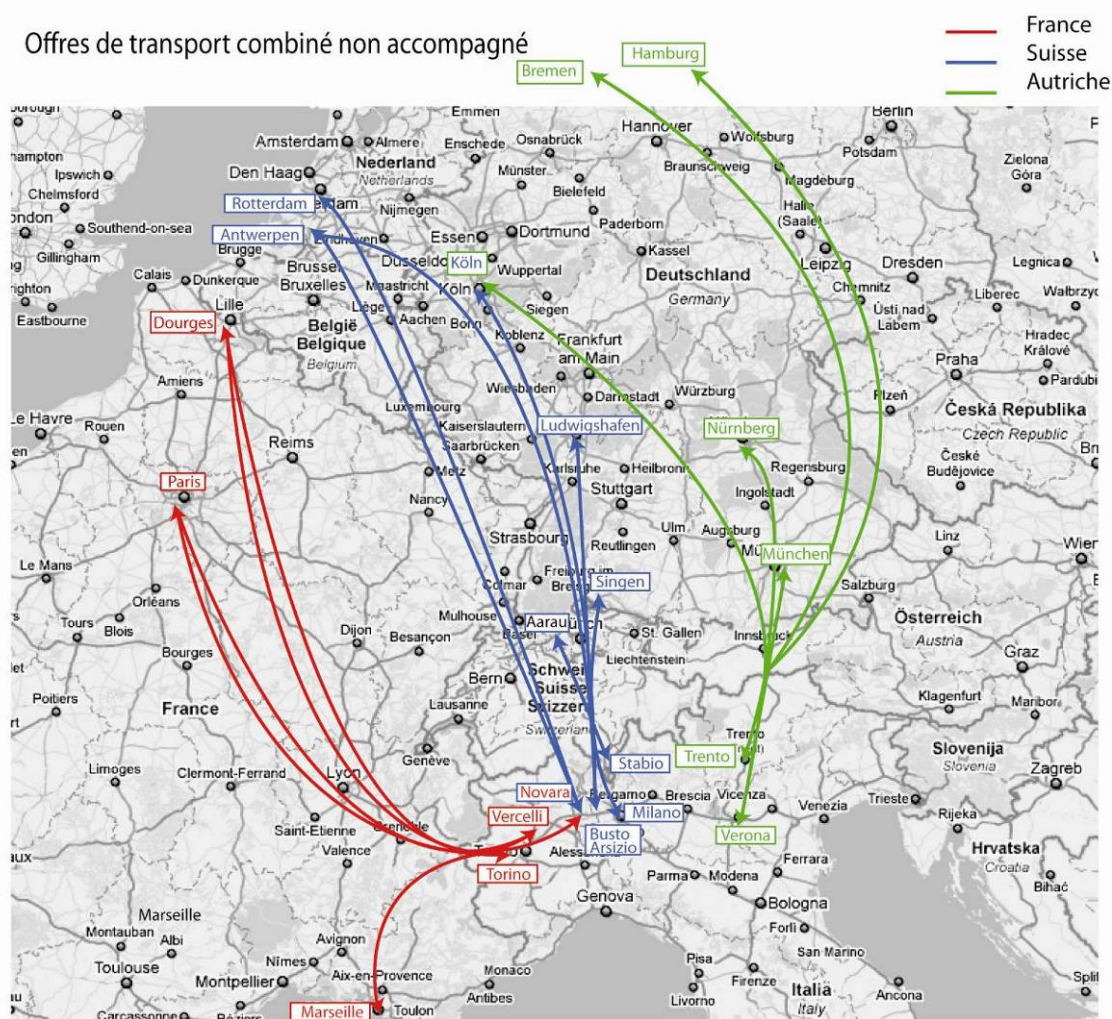 Offres de transport combiné non accompagné
France
Suisse
Autriche
Hamburg
Bremen
Emmen
Berlin
Amsterdam
Almere
Enschede
Osnabrück
Hannover
Wolfsburg
Potsdam
Braunschweig
Nederland
Netherlands
Ipswich
Den Haag
Münster
Bielefeld
Magdeburg
Zielona
Góra
Chelmsford
Rotterdam
Nijmegen
Paderborn
Halle
(Saale)
Southend-on-sea
Antwerpen
Essen
Dortmund
Gillingham
Brugge
Köln
Kassel
Leipzig
Dresden
Legnica
Wuppertal
Calais
Dunkerque
Bruxelles
Maastricht
Köln
Deutschland
Germany
Chemnitz
Liberec
Eastbourne
Lille
Liège
Aachen
Bonn
Siegen
Ústí nad
Labem
Dourges
België
Belgique
Belgium
Koblenz
Frankfurt
am Main
Hradec
Králové
Praha
Amiens
Wiesbaden
Darmstadt
Würzburg
Plzeň
Le Havre
Rouen
Luxembourg
Kaiserslautern
Ludwigshafen
Nürnberg
Česká Republika
Czech Republic
Reims
Saarbrücken
Metz
Karlsruhe
Heilbronn
Regensburg
České
Budějovice
Paris
Nancy
Stuttgart
Ingolstadt
Strasbourg
Reutlingen
Ulm
Augsburg
München
Linz
Le Mans
Colmar
Singen
Salzburg
Orléans
Mulhouse
Aarau
Tours
Blois
Dijon
Besançon
Basel
St. Gallen
Innsbruck
Österreich
Austria
Bourges
Bern
Schweiz
Suisse
Svizzera
Switzerland
Liechtenstein
Graz
Poitiers
France
Lausanne
Klagenfurt
Maribor
Genève
Stabio
Trento
Slovenija
Slovenia
Zagreb
Limoges
Clermont-Ferrand
Lyon
Novara
Bergamo
Brescia
Vicenza
Venezia
Trieste
Rijeka
Saint-Etienne
Grenoble
Vercelli
Milano
Verona
Valence
Busto
Arsizio
Hrvatska
Croatia
Torino
Parma
Modena
Ferrara
Bihać
Genova
Bologna
Marseille
Montauban
Albi
Avignon
Forlì
San Marino
Toulouse
Nîmes
Montpellier
Aix-en-Provence
Monaco
Antibes
Pisa
Livorno
Firenze
Italia
Italy
Ancona
Marseille
Toulon
Carcassonne
Béziers